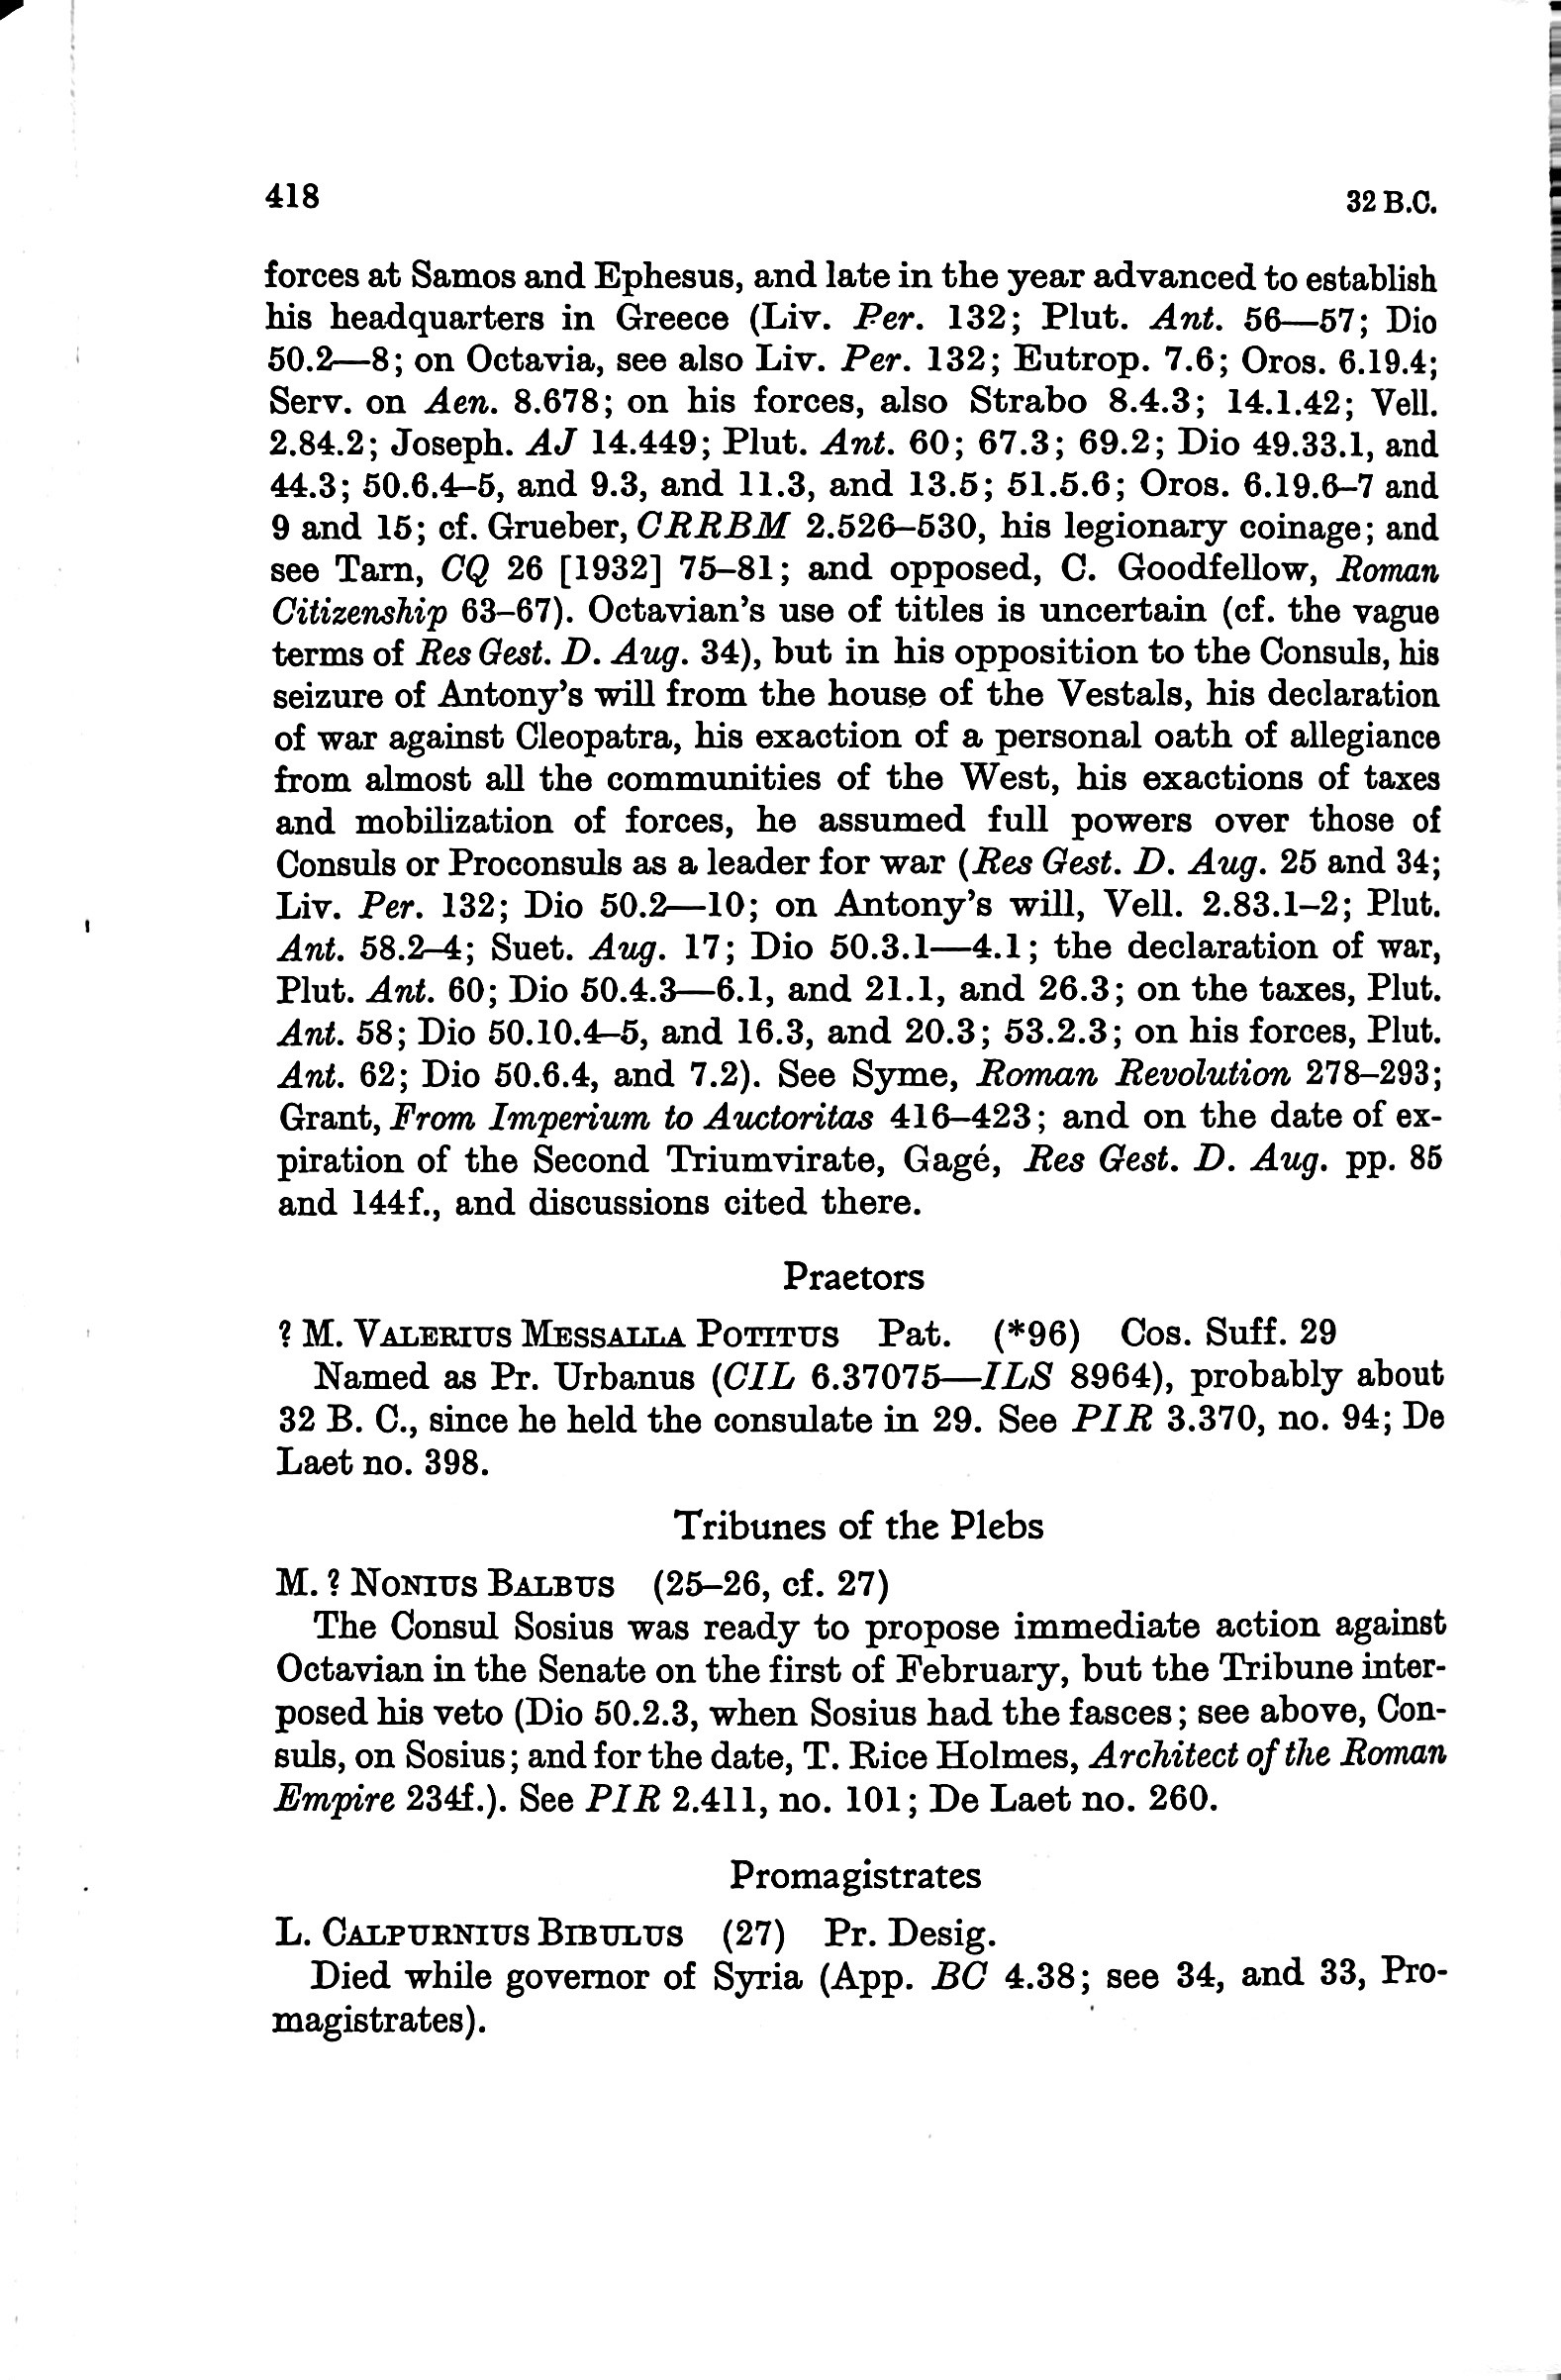 418
32 B.C.
forces at Samos and Ephesus, and late in the year advanced to establish
his headquarters in Greece (Liv. Per. 132; Plut. Ant. 56—57; Dio
50.2—8; on Octavia, see also Liv. Per. 132; Eutrop. 7.6; Oros. 6.19.4;
Serv. on Aen. 8.678; on his forces, also Strabo 8.4.3; 14.1.42; Vell.
2.84.2; Joseph. AJ 14.449; Plut. Ant. 60; 67.3; 69.2; Dio 49.33.1, and
44.3; 50.6.4–5, and 9.3, and 11.3, and 13.5; 51.5.6; Oros. 6.19.6–7 and
9 and 15; cf. Grueber, CRRBM 2.526–530, his legionary coinage; and
see Tarn, CQ 26 [1932] 75–81; and opposed, C. Goodfellow, Roman
Citizenship 63–67). Octavian's use of titles is uncertain (cf. the vague
terms of Res Gest. D. Aug. 34), but in his opposition to the Consuls, his
seizure of Antony's will from the house of the Vestals, his declaration
of war against Cleopatra, his exaction of a personal oath of allegiance
from almost all the communities of the West, his exactions of taxes
and mobilization of forces, he assumed full powers over those of
Consuls or Proconsuls as a leader for war (Res Gest. D. Aug. 25 and 34;
Liv. Per. 132; Dio 50.2—10; on Antony's will, Vell. 2.83.1–2; Plut.
Ant. 58.2–4; Suet. Aug. 17; Dio 50.3.1—4.1; the declaration of war,
Plut. Ant. 60; Dio 50.4.3—6.1, and 21.1, and 26.3; on the taxes, Plut.
Ant. 58; Dio 50.10.4–5, and 16.3, and 20.3; 53.2.3; on his forces, Plut.
Ant. 62; Dio 50.6.4, and 7.2). See Syme, Roman Revolution 278–293;
Grant, From Imperium to Auctoritas 416–423; and on the date of ex-
piration of the Second Triumvirate, Gagé, Res Gest. D. Aug. pp. 85
and 144f., and discussions cited there.
Praetors
? M. VALERIUS MESSALLA POTITUS Pat. (*96) Cos. Suff. 29
Named as Pr. Urbanus (CIL 6.37075—ILS 8964), probably about
32 B. C., since he held the consulate in 29. See PIR 3.370, no. 94; De
Laet no. 398.
Tribunes of the Plebs
M. ? NONIUS BALBUS (25–26, cf. 27)
The Consul Sosius was ready to propose immediate action against
Octavian in the Senate on the first of February, but the Tribune inter-
posed his veto (Dio 50.2.3, when Sosius had the fasces; see above, Con-
suls, on Sosius; and for the date, T. Rice Holmes, Architect of the Roman
Empire 234f.). See PIR 2.411, no. 101; De Laet no. 260.
Promagistrates
L. CALPURNIUS BIBULUS (27) Pr. Desig.
Died while governor of Syria (App. BC 4.38; see 34, and 33, Pro-
magistrates).